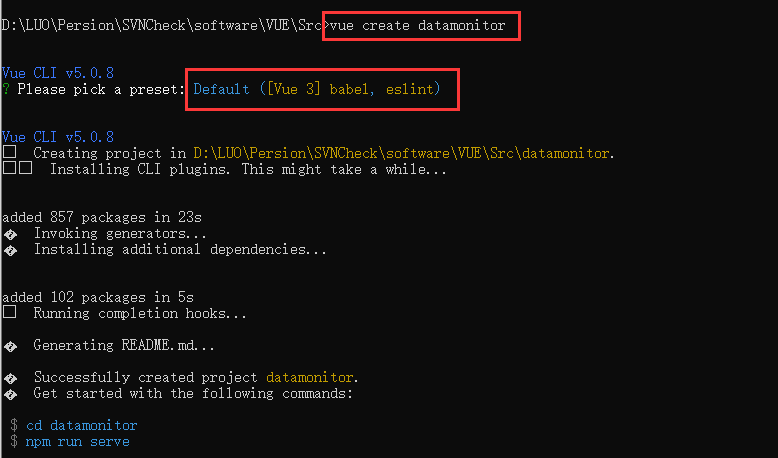 D:\LUO\Persion\SVNCheck\software\VUE\Src>vue create datamonitor
Vue CLI v5.0.8
? Please pick a preset: Default ([Vue 3] babel, eslint)
Vue CLI v5.0.8
Creating project in D:\LUO\Persion\SVNCheck\software\VUE\Src\datamonitor.
Installing CLI plugins. This might take a while...
added 857 packages in 23s
� Invoking generators...
� Installing additional dependencies...
added 102 packages in 5s
Running completion hooks...
� Generating README.md...
� Successfully created project datamonitor.
� Get started with the following commands:
$ cd datamonitor
$ npm run serve